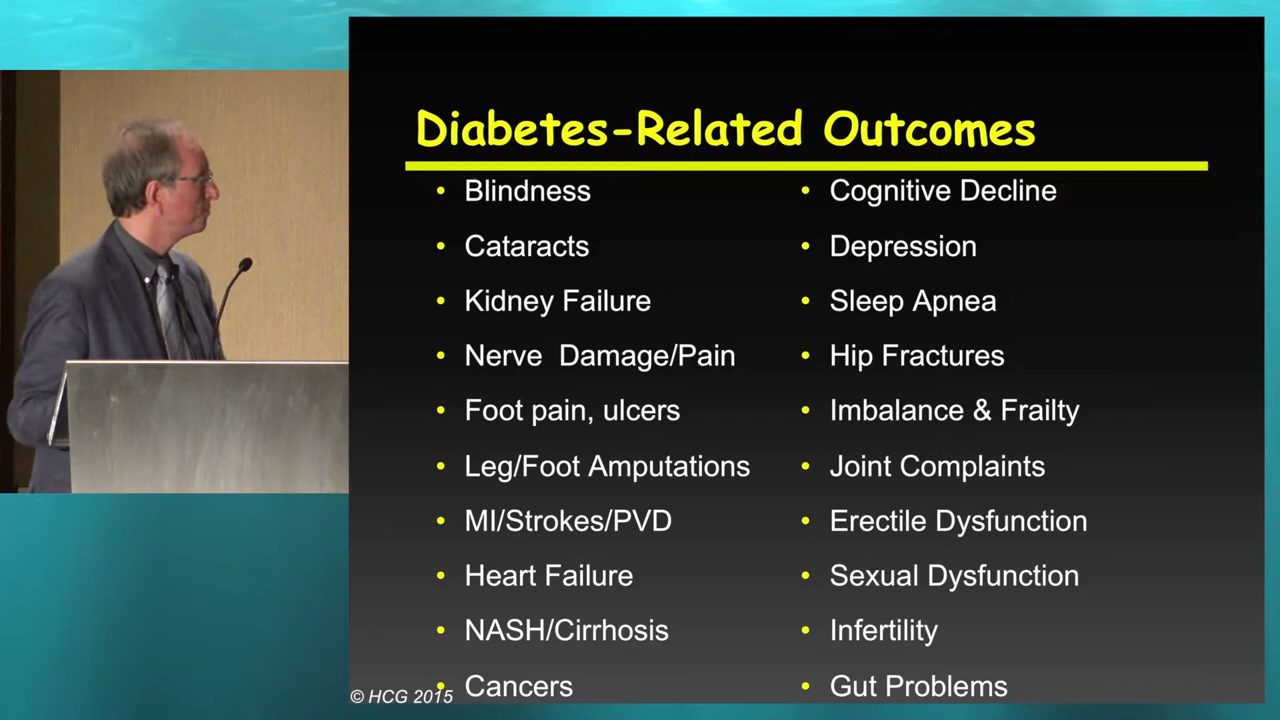 Diabetes-Related Outcomes
Blindness
Cataracts
Kidney Failure
Nerve Damage/Pain
Foot pain, ulcers
Leg/Foot Amputations
MI/Strokes/PVD
Heart Failure
NASH/Cirrhosis
Cancers
Cognitive Decline
Depression
Sleep Apnea
Hip Fractures
Imbalance & Frailty
Joint Complaints
Erectile Dysfunction
Sexual Dysfunction
Infertility
Gut Problems
© HCG 2015